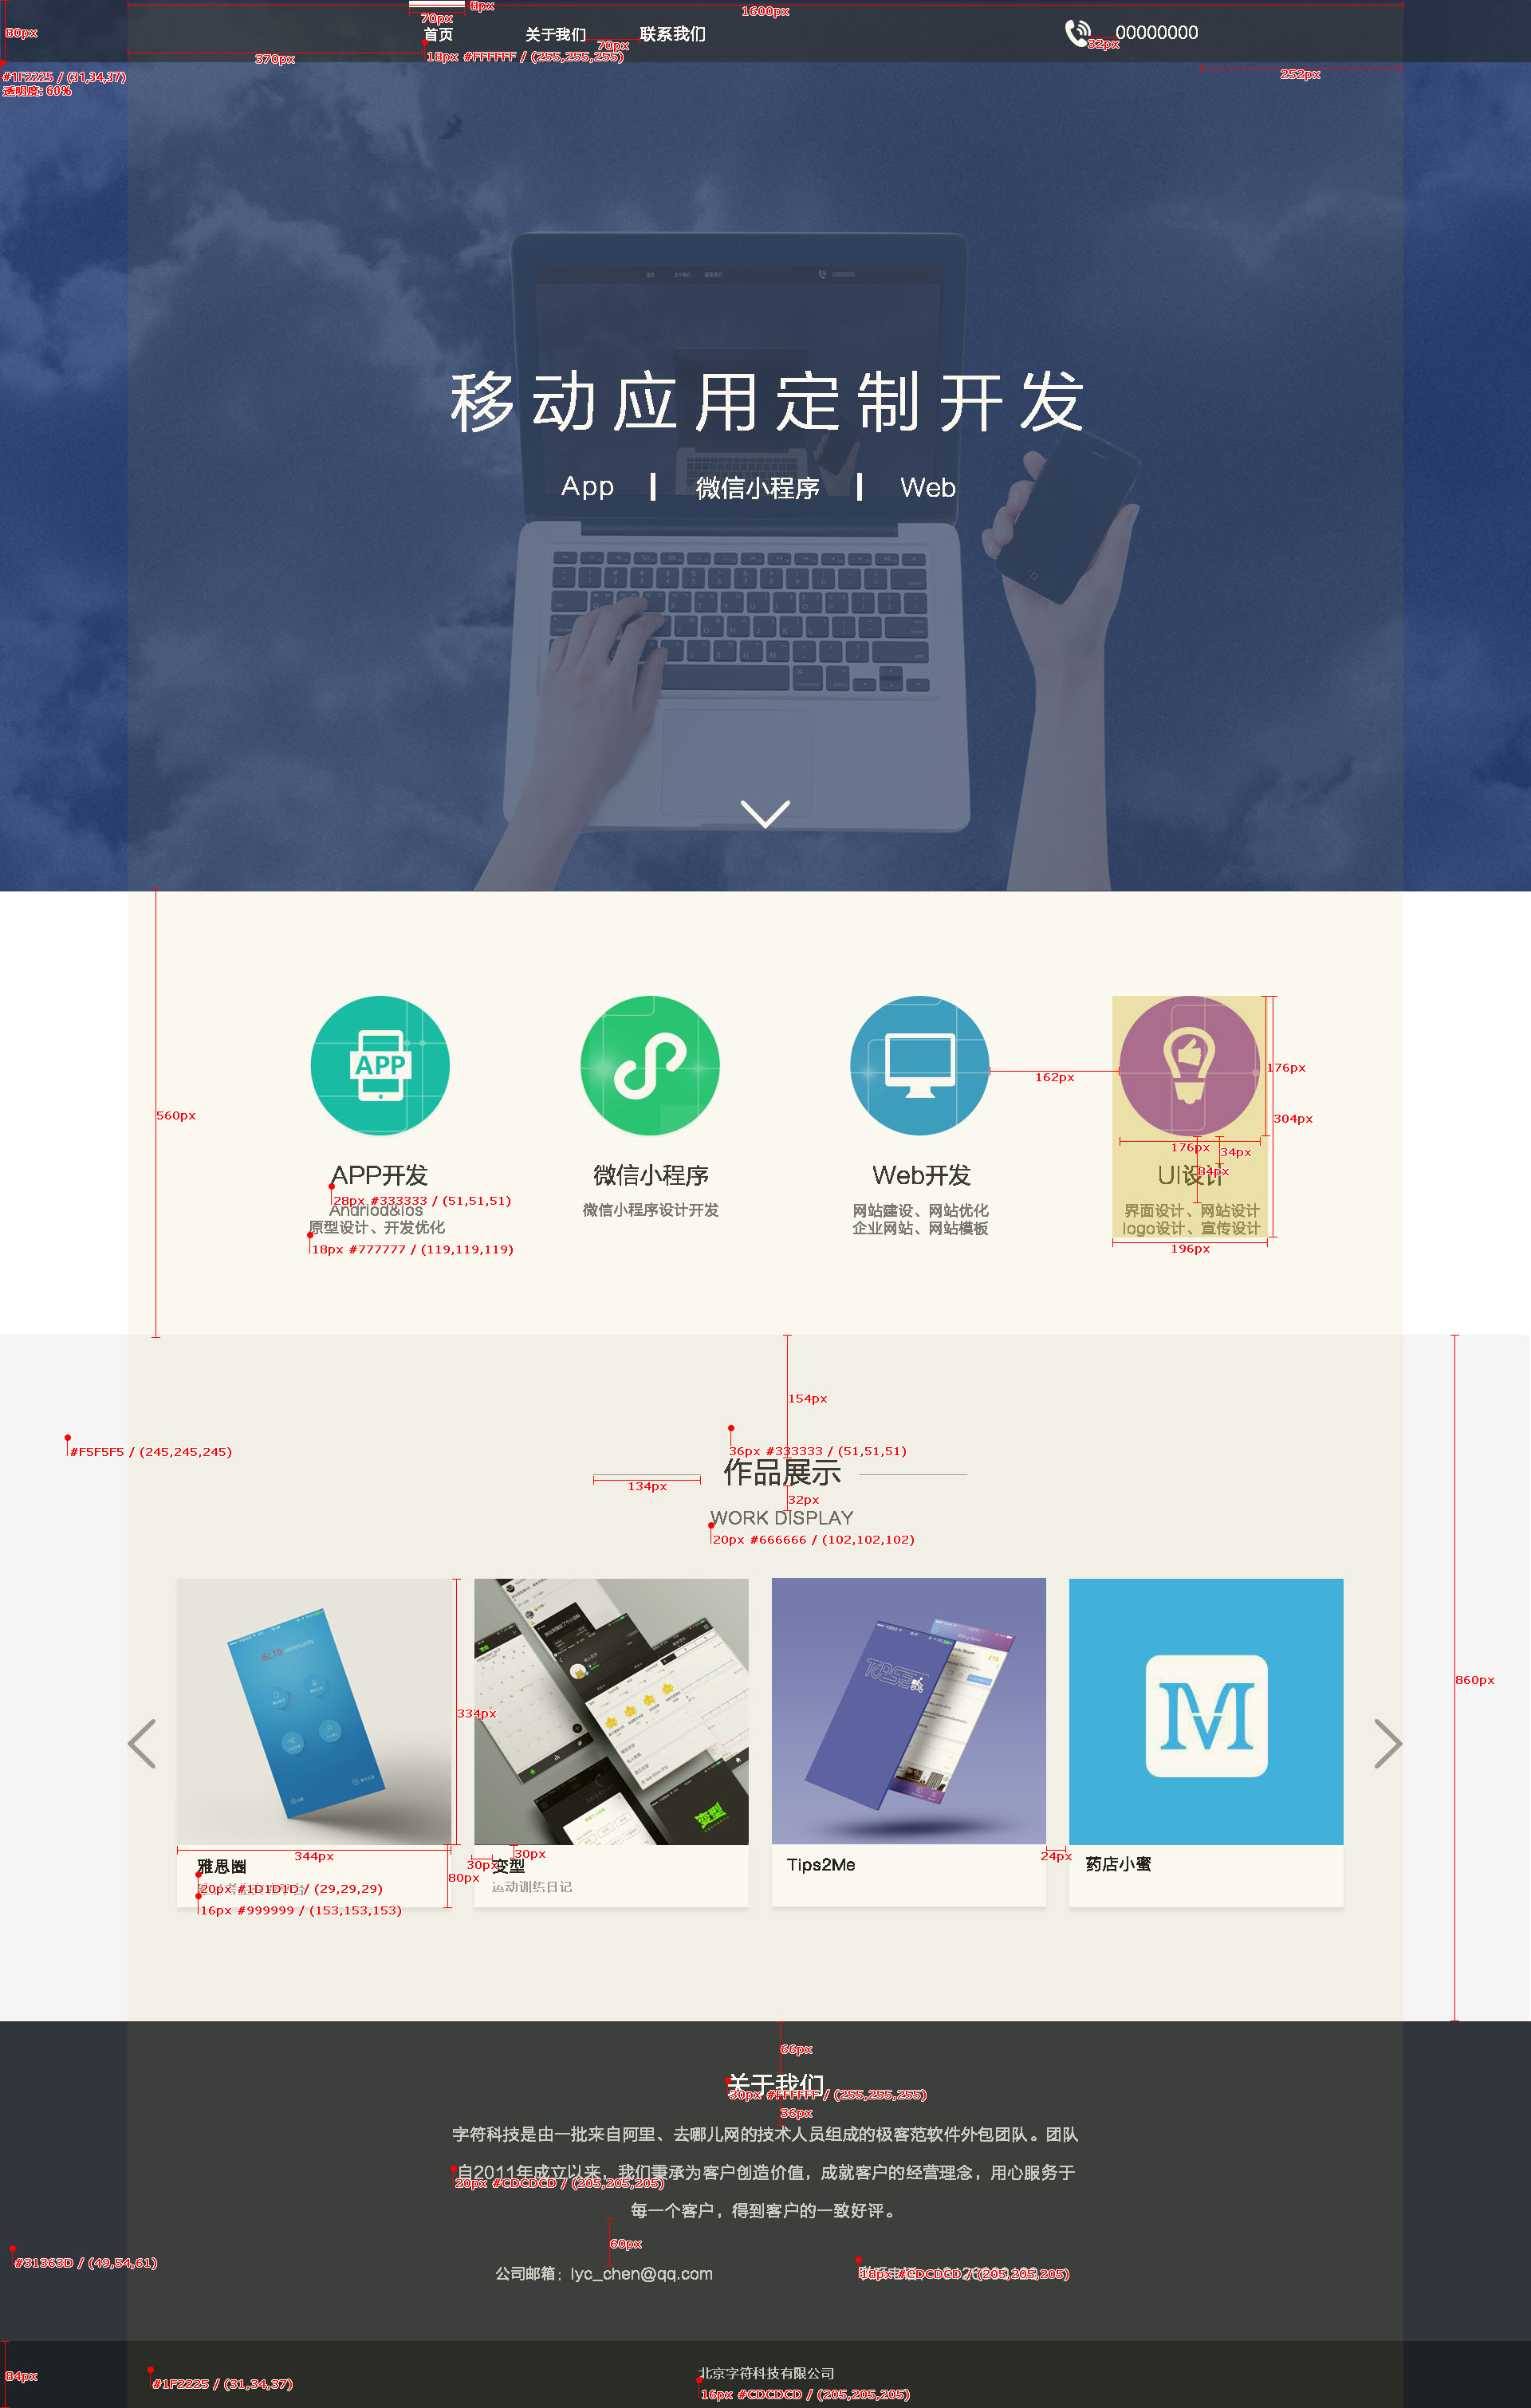 8px
1600px
70px
80px
首页
关于我们
联系我们
00000000
70px
32px
370px
18px #FFFFFF / (255,255,255)
252px
#1F2225 / (31,34,37)
透明度: 60%
移动应用定制开发
App
微信小程序
Web
APP
162px
176px
560px
304px
176px
34px
84px
APP开发
微信小程序
Web开发
UI设计
28px #333333 / (51,51,51)
Andriod&ios
原型设计、开发优化
微信小程序设计开发
网站建设、网站优化
企业网站、网站模板
界面设计、网站设计
logo设计、宣传设计
18px #777777 / (119,119,119)
196px
154px
#F5F5F5 / (245,245,245)
36px #333333 / (51,51,51)
作品展示
134px
32px
WORK DISPLAY
20px #666666 / (102,102,102)
IELTS community
变型
860px
334px
344px
30px
30px
24px
80px
雅思圈
变型
Tips2Me
药店小蜜
20px #1D1D1D / (29,29,29)
运动训练日记
16px #999999 / (153,153,153)
66px
关于我们
30px #FFFFFF / (255,255,255)
36px
字符科技是由一批来自阿里、去哪儿网的技术人员组成的极客范软件外包团队。团队
自2011年成立以来，我们秉承为客户创造价值，成就客户的经营理念，用心服务于
20px #CDCDCD / (205,205,205)
每一个客户，得到客户的一致好评。
60px
#31363D / (49,54,61)
公司邮箱：lyc_chen@qq.com
18px #CDCDCD / (205,205,205)
84px
#1F2225 / (31,34,37)
北京字符科技有限公司
16px #CDCDCD / (205,205,205)